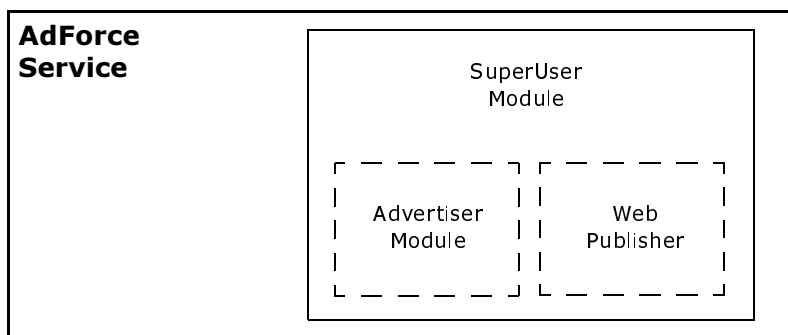 AdForce
Service
SuperUser
Module
Advertiser
Module
Web
Publisher